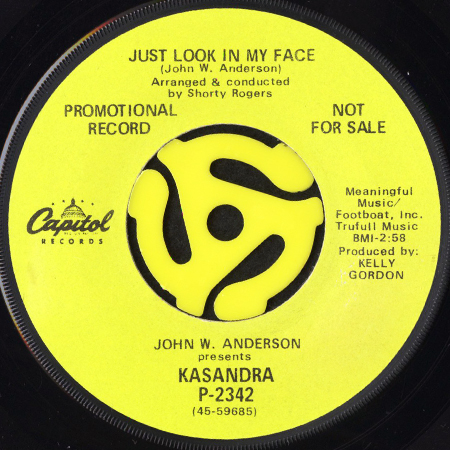 JUST LOOK IN MY FACE
(John W. Anderson)
Arranged & conducted
by Shorty Rogers
PROMOTIONAL
RECORD
NOT
FOR SALE
Capitol
RECORDS
Meaningful
Music/
Footboat, Inc.
Trufull Music
BMI-2:58
Produced by:
KELLY
GORDON
JOHN W. ANDERSON
presents
KASANDRA
P-2342
(45-59685)